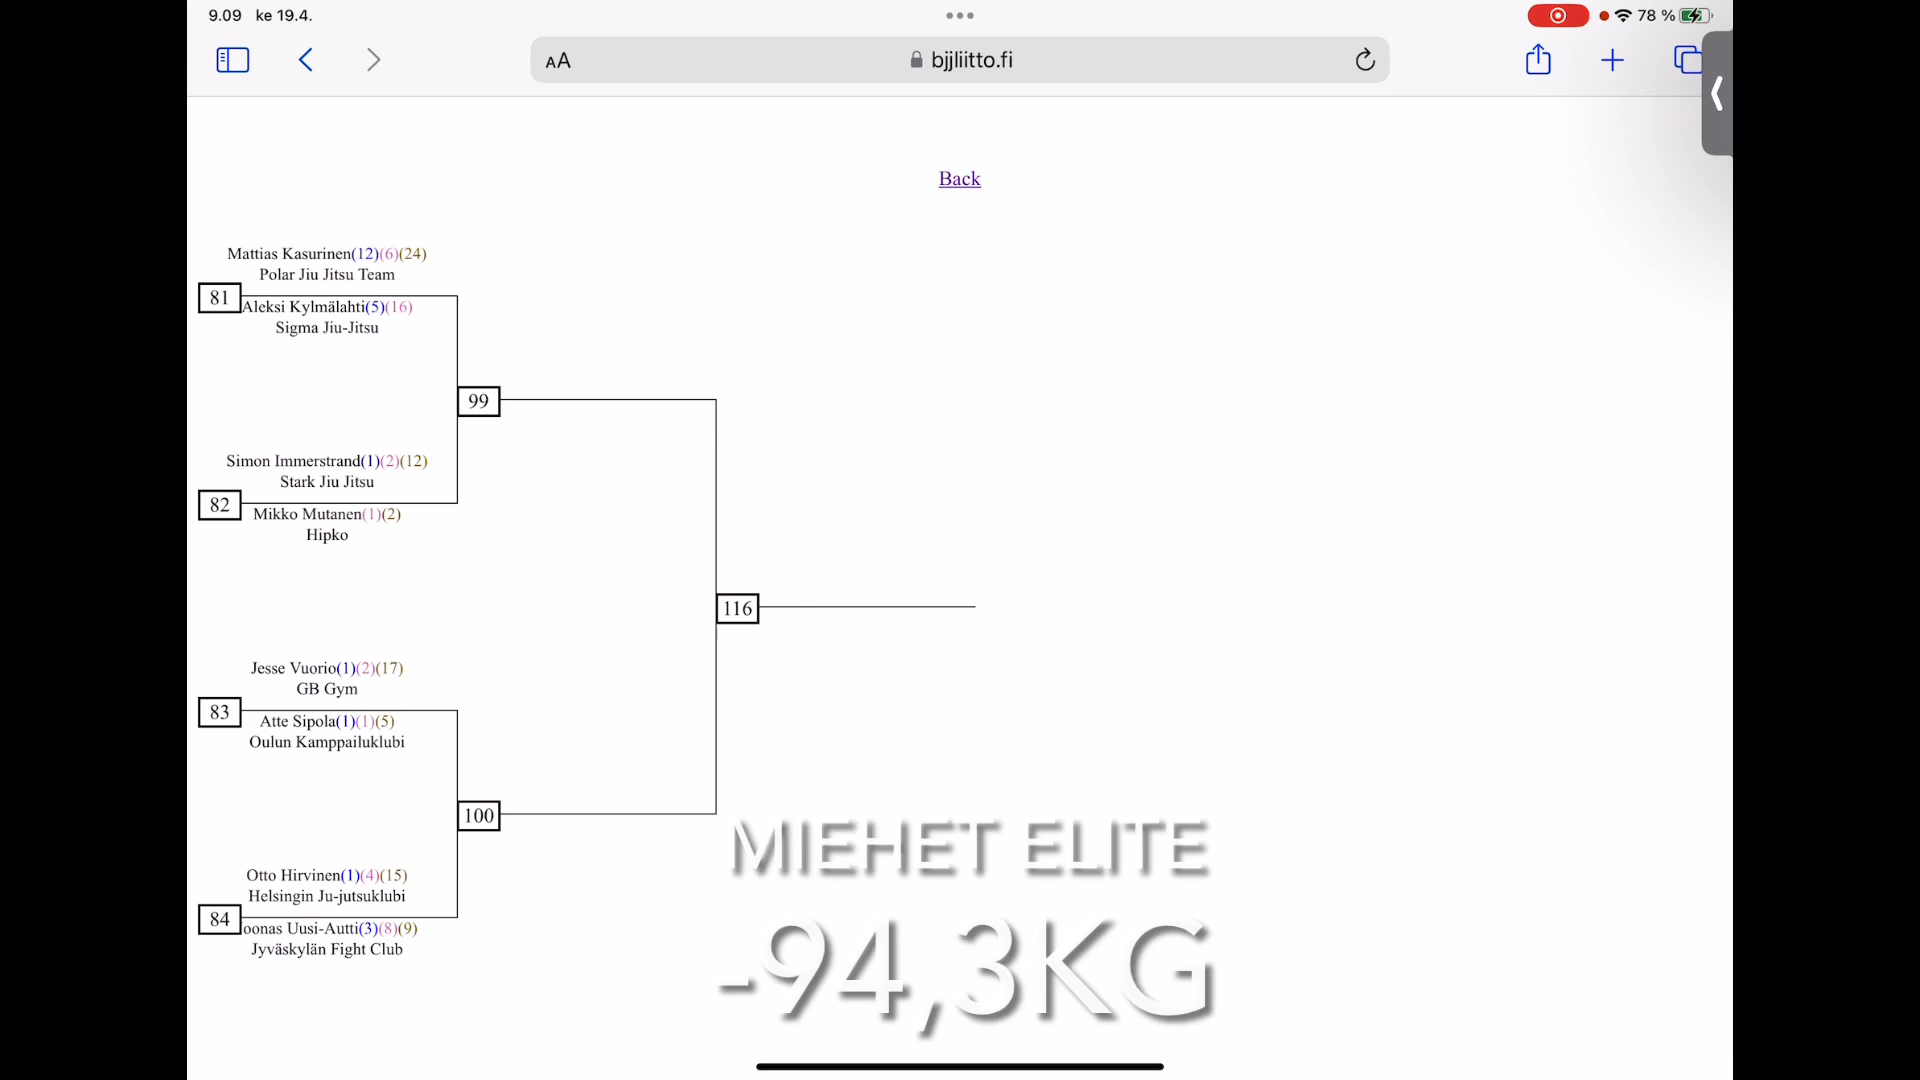 9.09 ke 19.4.
78 %
AA
bjjliitto.fi
Back
Mattias Kasurinen(12)(6)(24)
Polar Jiu Jitsu Team
81
Aleksi Kylmälahti(5)(16)
Sigma Jiu-Jitsu
99
Simon Immerstrand(1)(2)(12)
Stark Jiu Jitsu
82
Mikko Mutanen(1)(2)
Hipko
116
Jesse Vuorio(1)(2)(17)
GB Gym
83
Atte Sipola(1)(1)(5)
Oulun Kamppailuklubi
100
Otto Hirvinen(1)(4)(15)
Helsingin Ju-jutsuklubi
84
oonas Uusi-Autti(3)(8)(9)
Jyväskylän Fight Club
MIEHET ELITE
-94,3KG